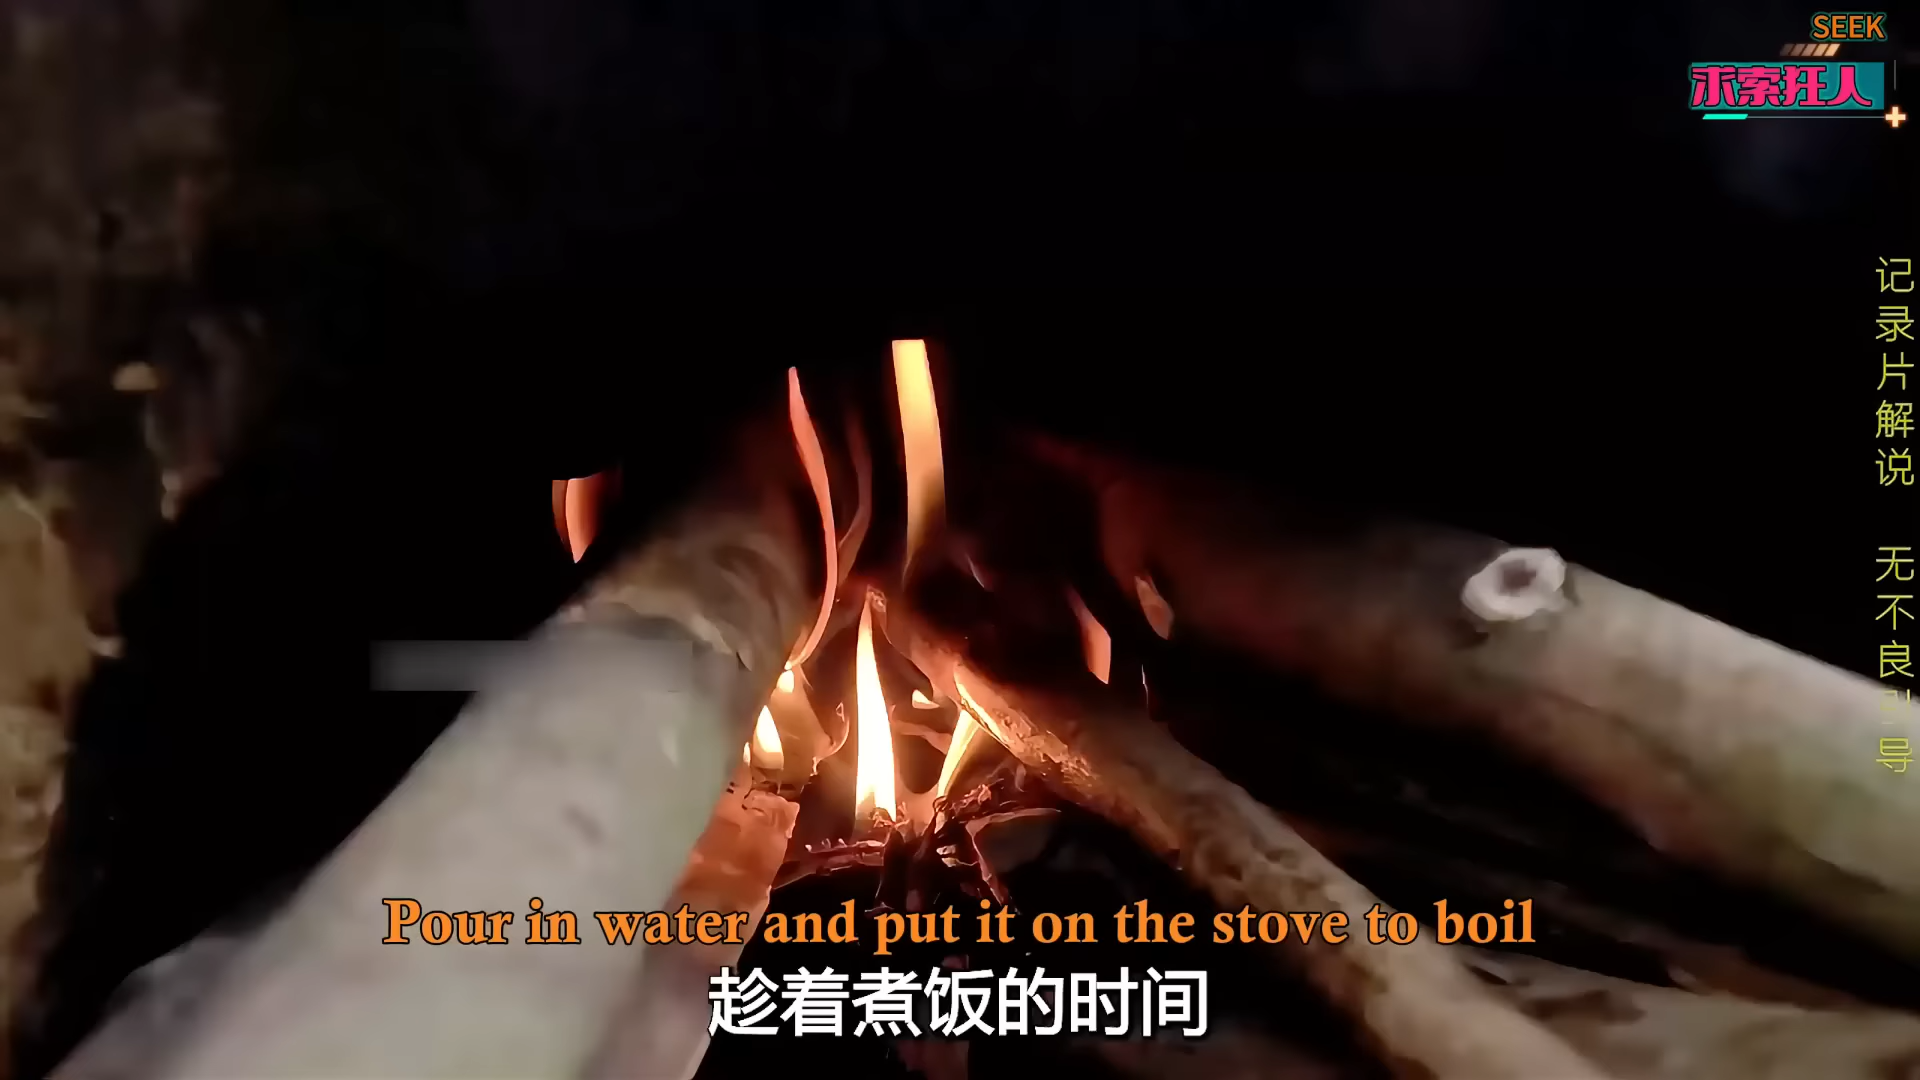 SEEK
求索狂人
记录片解说 无不良引导
Pour in water and put it on the stove to boil
趁着煮饭的时间